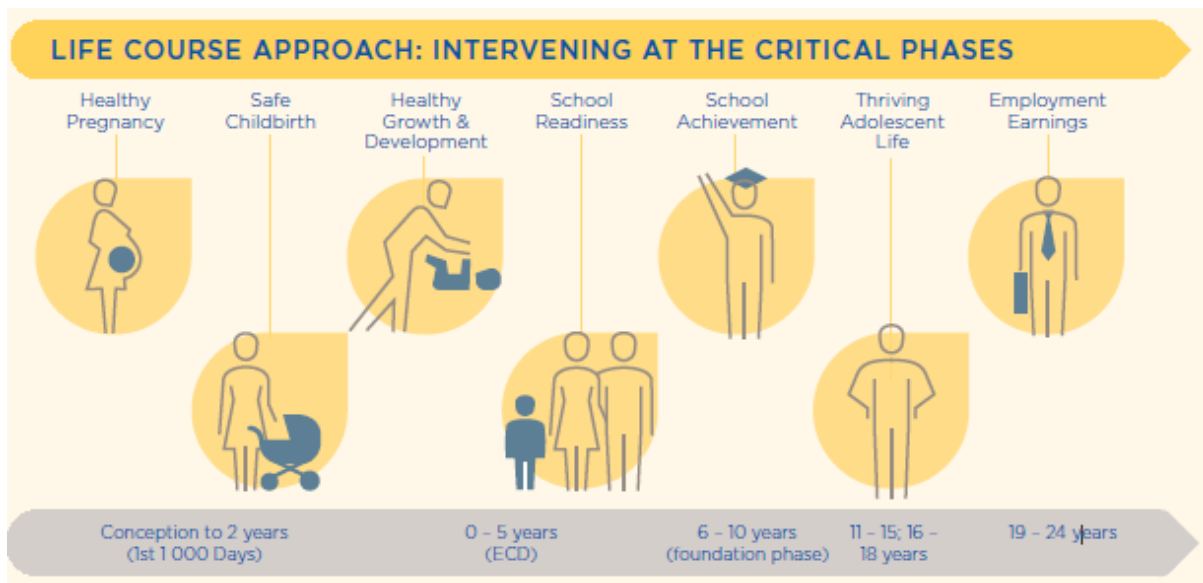 LIFE COURSE APPROACH: INTERVENING AT THE CRITICAL PHASES
Healthy
Pregnancy
Safe
Childbirth
Healthy
Growth &
Development
School
Readiness
School
Achievement
Thriving
Adolescent
Life
Employment
Earnings
Conception to 2 years
(1st 1 000 Days)
0 – 5 years
(ECD)
6 – 10 years
(foundation phase)
11 – 15; 16 –
18 years
19 – 24 years